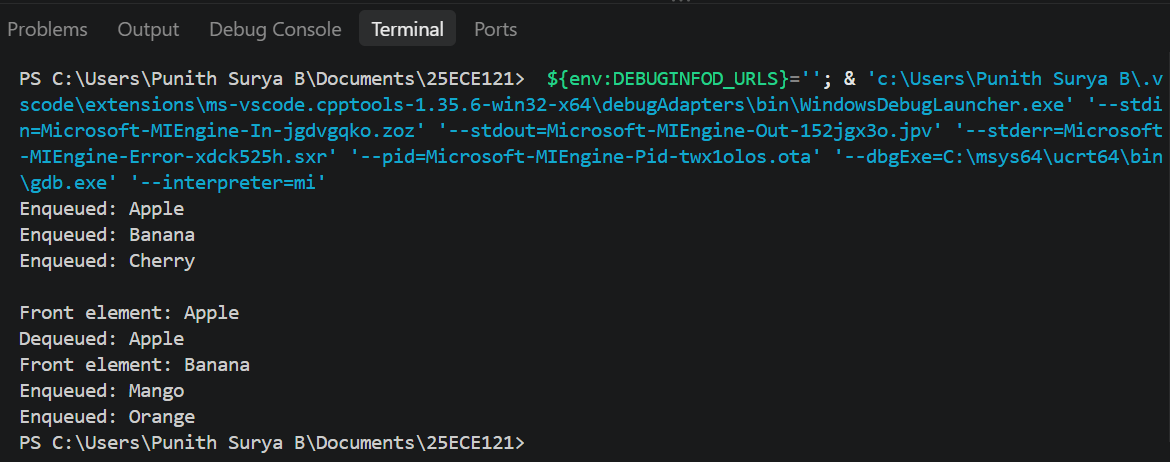 Problems Output Debug Console Terminal Ports
PS C:\Users\Punith Surya B\Documents\25ECE121>  ${env:DEBUGINFOD_URLS}=''; & 'c:\Users\Punith Surya B\.v
scode\extensions\ms-vscode.cpptools-1.35.6-win32-x64\debugAdapters\bin\WindowsDebugLauncher.exe' '--stdi
n=Microsoft-MIEngine-In-jgdvgqko.zoz' '--stdout=Microsoft-MIEngine-Out-152jgx3o.jpv' '--stderr=Microsoft
-MIEngine-Error-xdck525h.sxr' '--pid=Microsoft-MIEngine-Pid-twx1olos.ota' '--dbgExe=C:\msys64\ucrt64\bin
\gdb.exe' '--interpreter=mi'
Enqueued: Apple
Enqueued: Banana
Enqueued: Cherry

Front element: Apple
Dequeued: Apple
Front element: Banana
Enqueued: Mango
Enqueued: Orange
PS C:\Users\Punith Surya B\Documents\25ECE121>